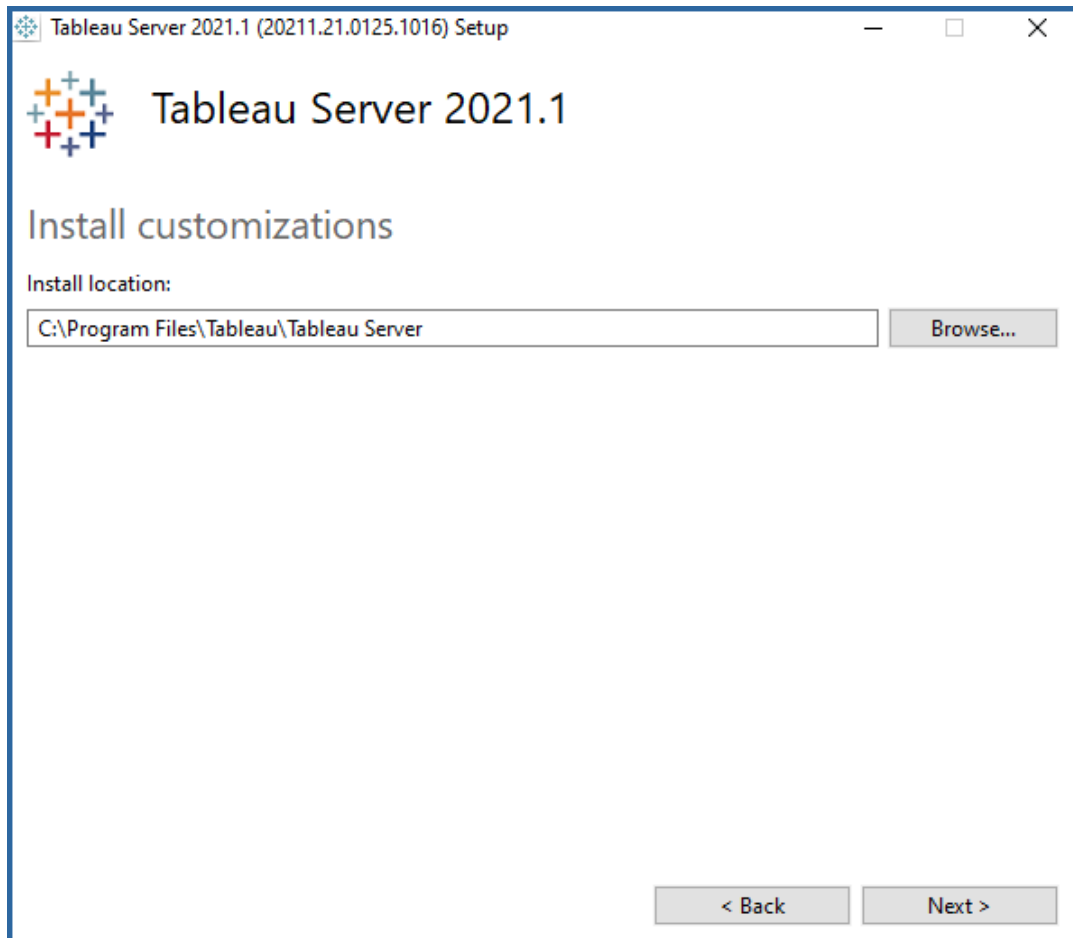 Tableau Server 2021.1 (20211.21.0125.1016) Setup
Tableau Server 2021.1
Install customizations
Install location:
C:\Program Files\Tableau\Tableau Server
Browse...
< Back
Next >